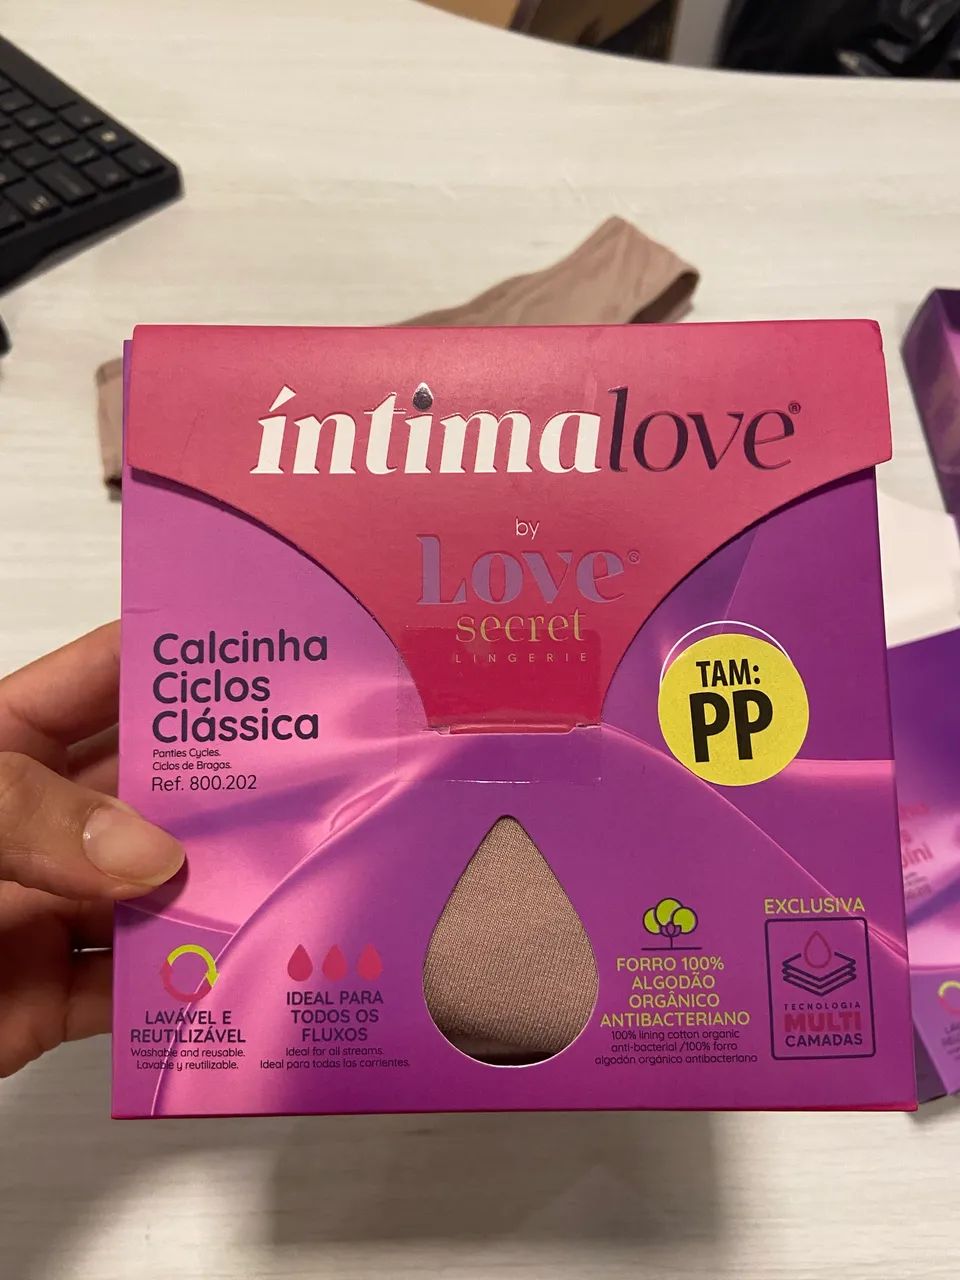 íntimalove®
by
Love®
secret
LINGERIE
Calcinha
Ciclos
Clássica
Panties Cycles.
Ciclos de Bragas.
Ref. 800.202
TAM:
PP
LAVÁVEL E
REUTILIZÁVEL
Washable and reusable.
Lavable y reutilizable.
IDEAL PARA
TODOS OS
FLUXOS
Ideal for all streams.
Ideal para todas las carrientes.
FORRO 100%
ALGODÃO
ORGÂNICO
ANTIBACTERIANO
100% lining cotton organic
anti-bacterial /100% forro
algodón orgánico antibacteriana
EXCLUSIVA
TECNOLOGIA
MULTI
CAMADAS